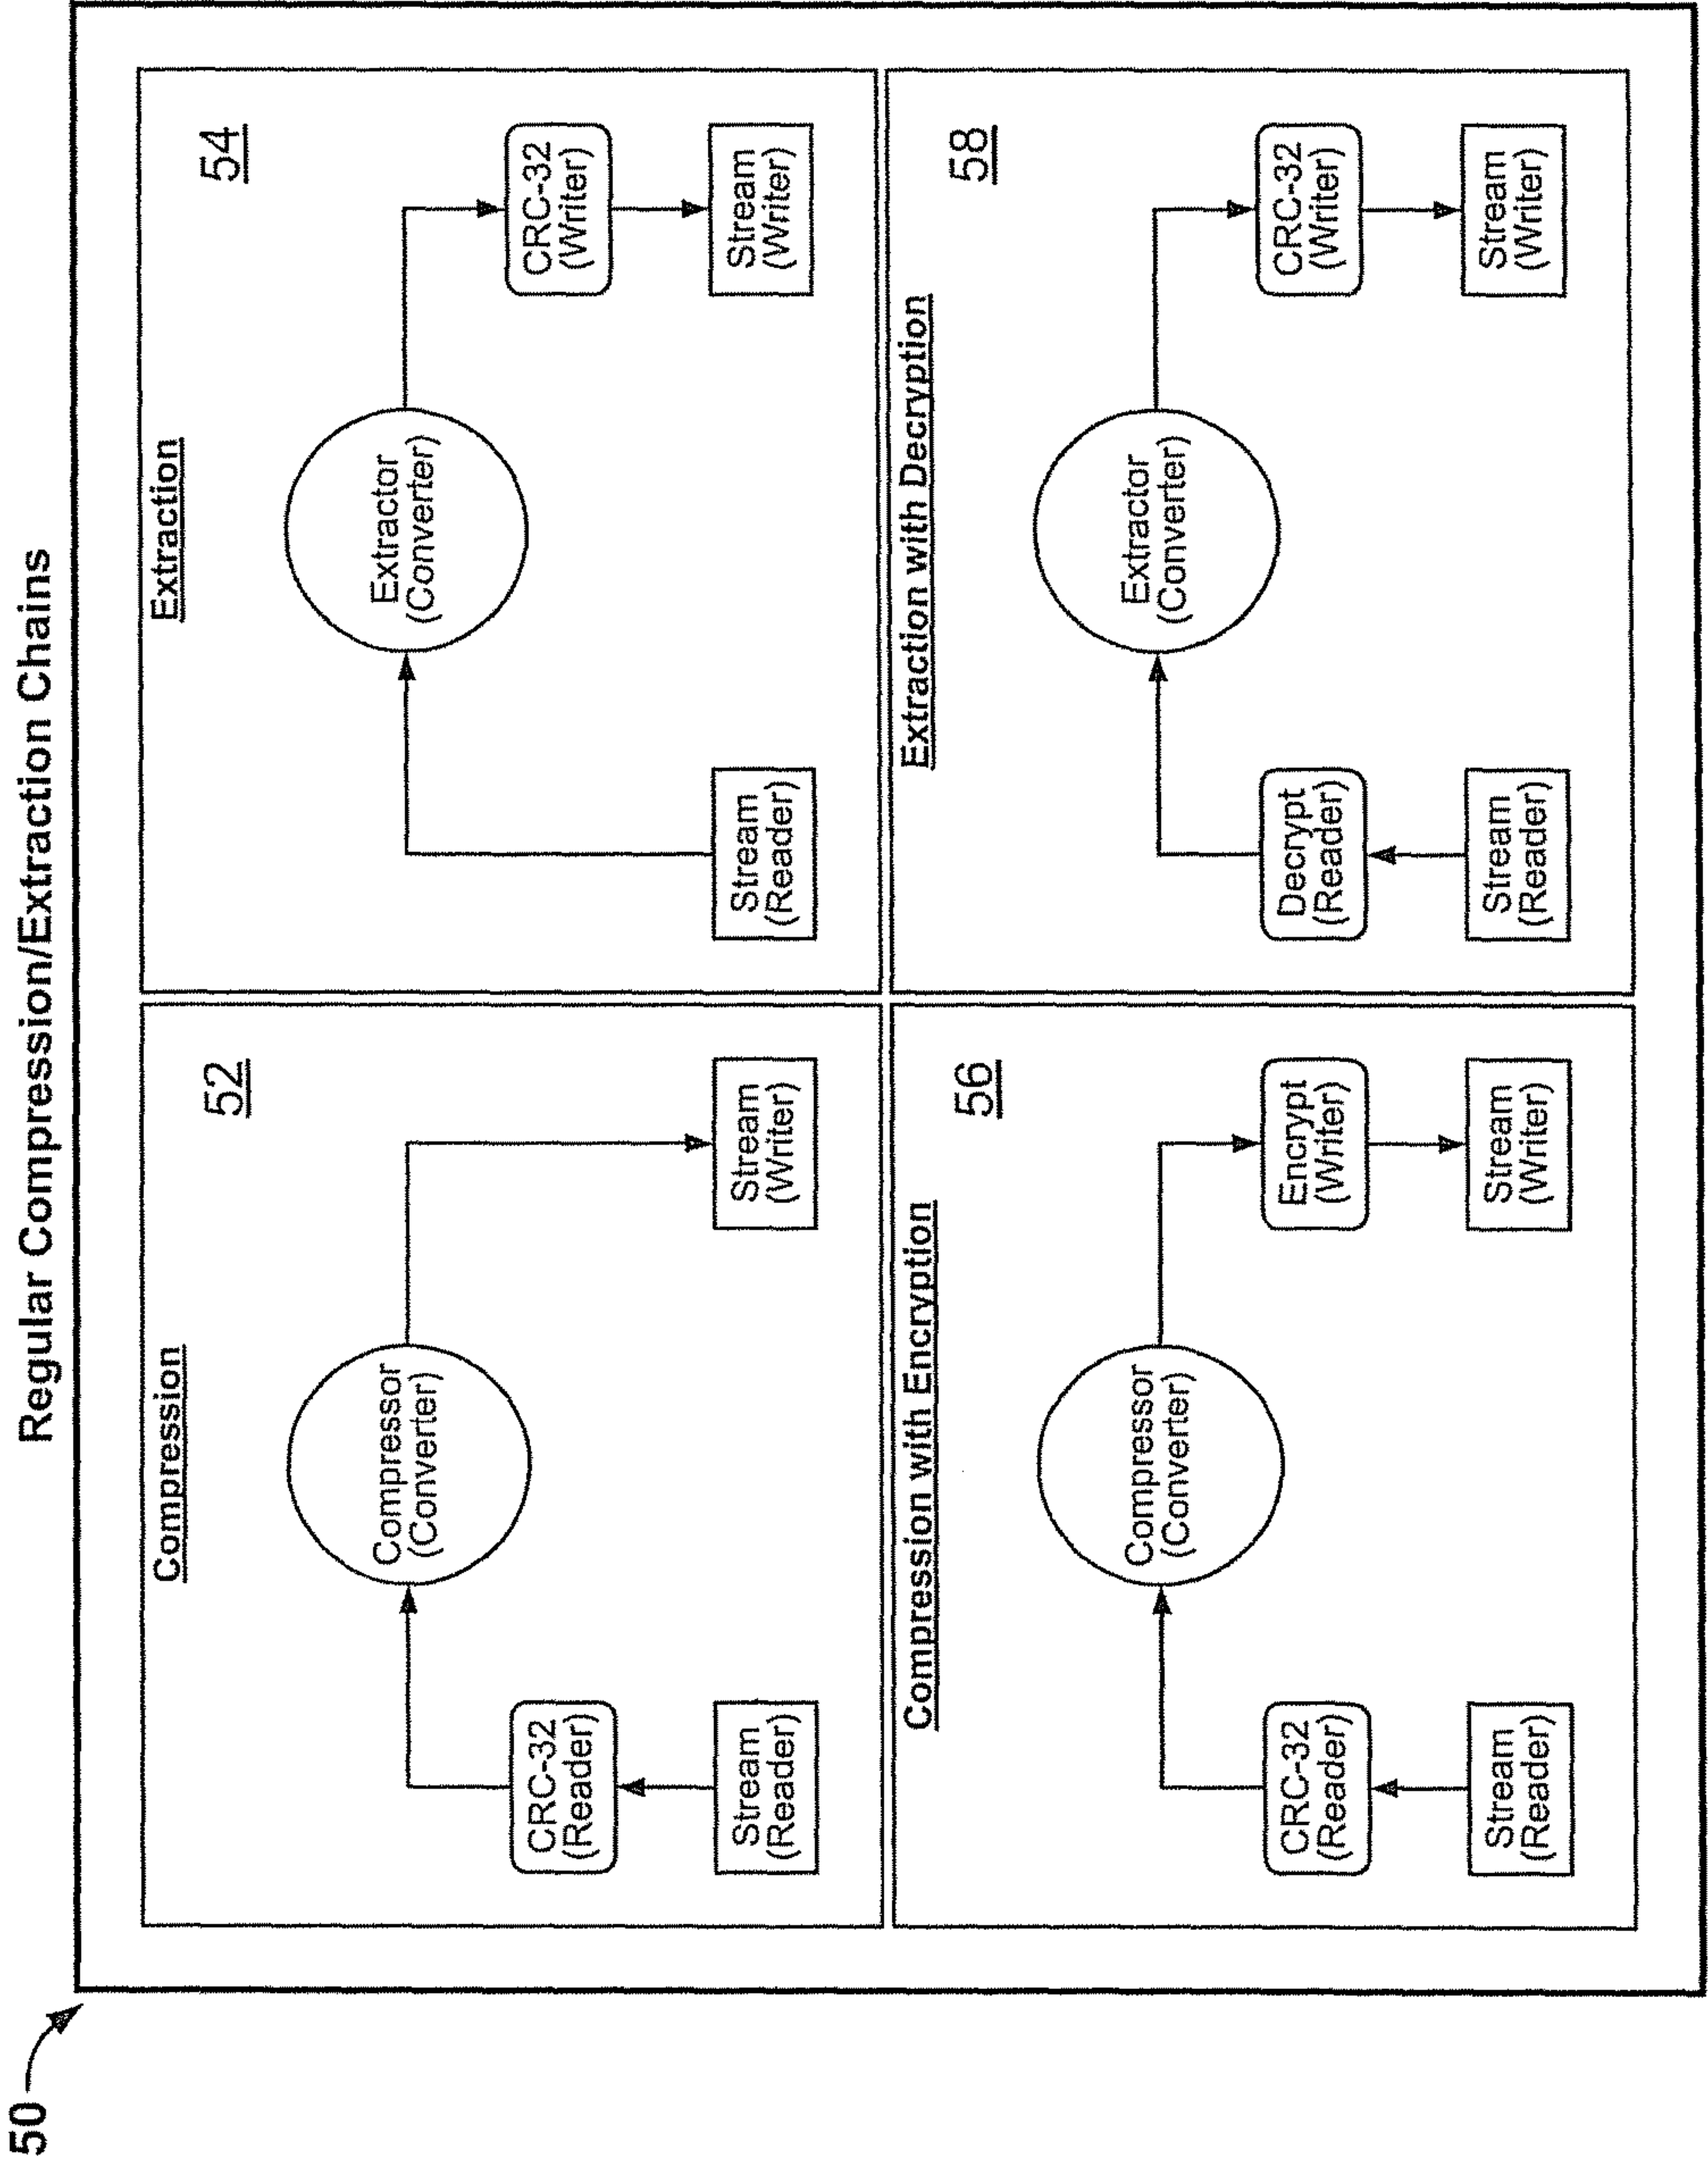 50
Regular Compression/Extraction Chains
Compression
52
Compressor
(Converter)
CRC-32
(Reader)
Stream
(Reader)
Stream
(Writer)
Extraction
54
Extractor
(Converter)
CRC-32
(Writer)
Stream
(Reader)
Stream
(Writer)
Compression with Encryption
56
Compressor
(Converter)
CRC-32
(Reader)
Encrypt
(Writer)
Stream
(Reader)
Stream
(Writer)
Extraction with Decryption
58
Extractor
(Converter)
Decrypt
(Reader)
CRC-32
(Writer)
Stream
(Reader)
Stream
(Writer)